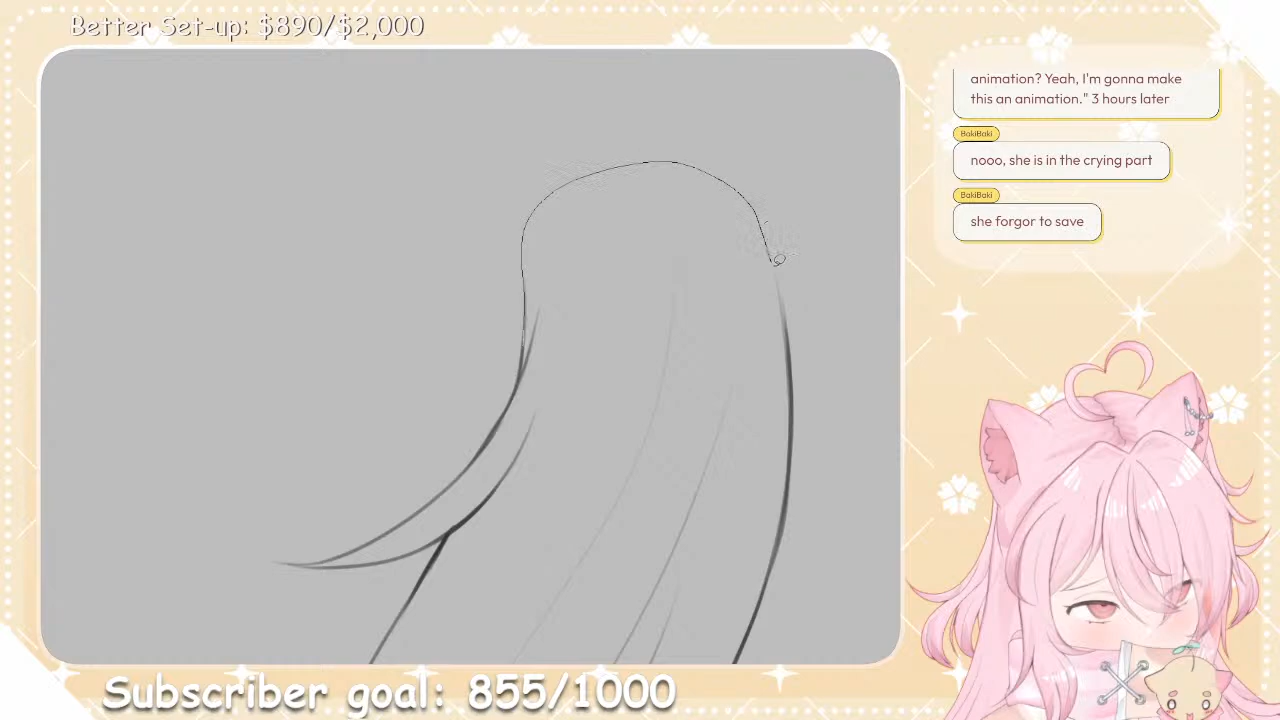 Better Set-up: $890/$2,000
animation? Yeah, I'm gonna make
this an animation." 3 hours later
BakiBaki
nooo, she is in the crying part
BakiBaki
she forgor to save
Subscriber goal: 855/1000